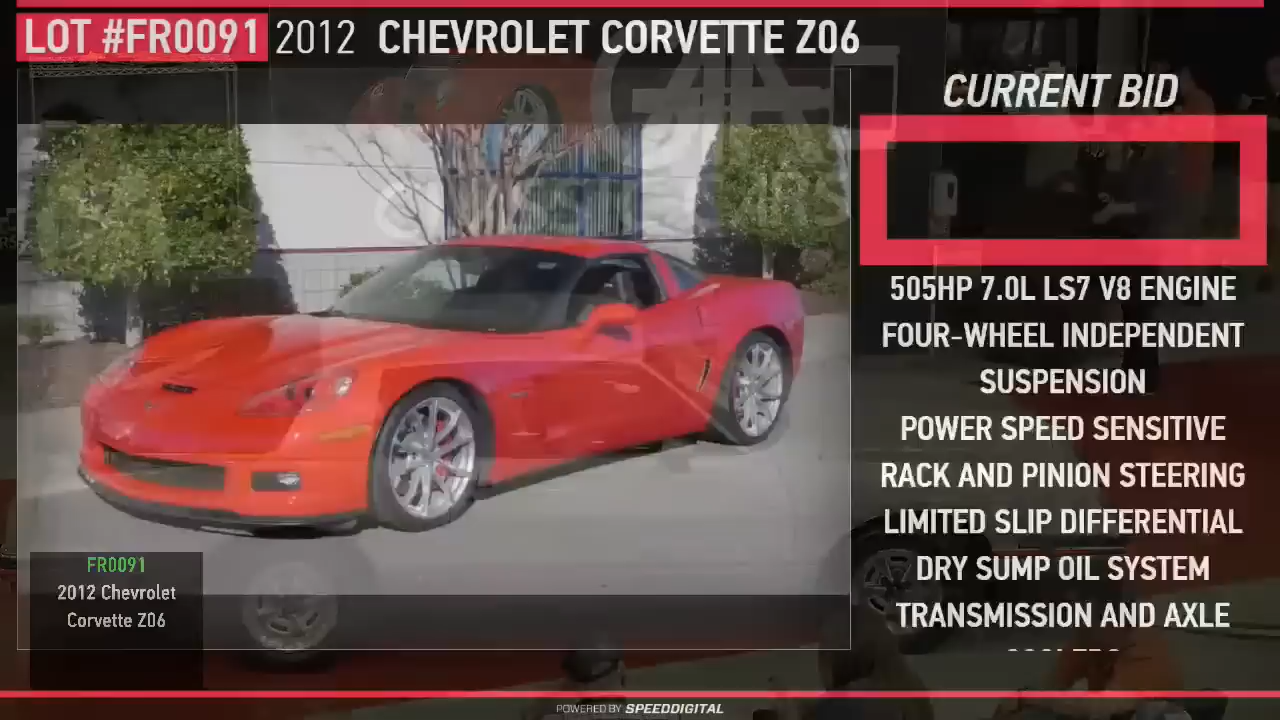 LOT #FR0091 2012 CHEVROLET CORVETTE Z06
CURRENT BID
505HP 7.0L LS7 V8 ENGINE
FOUR-WHEEL INDEPENDENT
SUSPENSION
POWER SPEED SENSITIVE
RACK AND PINION STEERING
LIMITED SLIP DIFFERENTIAL
DRY SUMP OIL SYSTEM
TRANSMISSION AND AXLE
FR0091
2012 Chevrolet
Corvette Z06
POWERED BY SPEEDDIGITAL